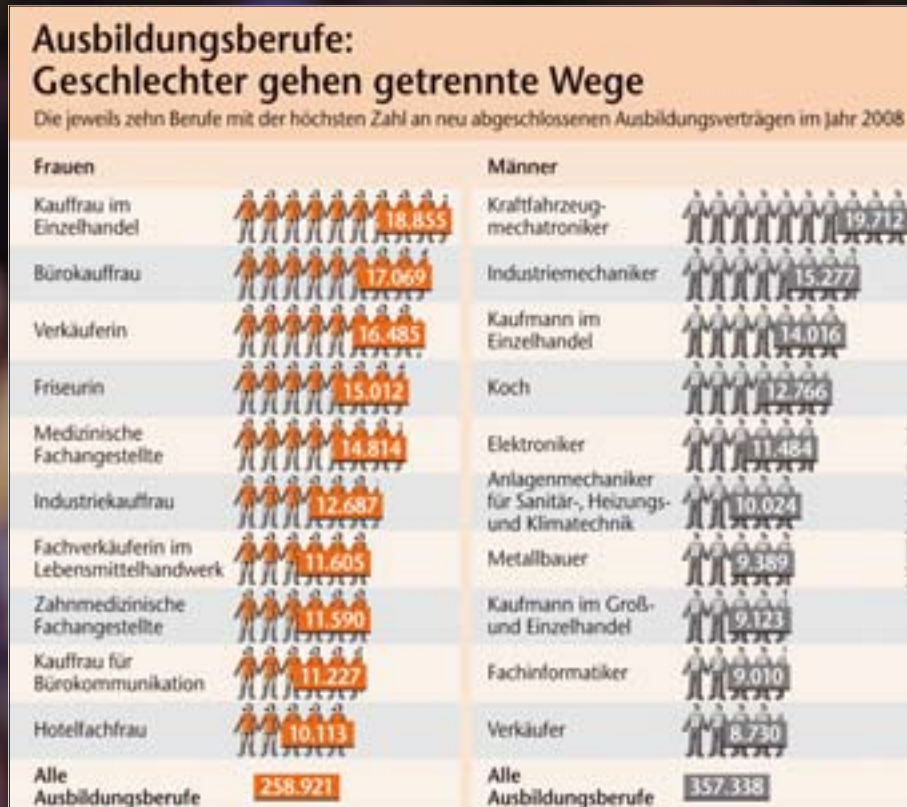 Ausbildungsberufe:
Geschlechter gehen getrennte Wege
Die jeweils zehn Berufe mit der höchsten Zahl an neu abgeschlossenen Ausbildungsverträgen im Jahr 2008
Frauen
Kauffrau im
Einzelhandel
18.855
Bürokauffrau
17.069
Verkäuferin
16.485
Friseurin
15.012
Medizinische
Fachangestellte
14.814
Industriekauffrau
12.687
Fachverkäuferin im
Lebensmittelhandwerk
11.605
Zahnmedizinische
Fachangestellte
11.590
Kauffrau für
Bürokommunikation
11.227
Hotelfachfrau
10.113
Alle
Ausbildungsberufe
258.921
Männer
Kraftfahrzeug-
mechatroniker
19.712
Industriemechaniker
15.277
Kaufmann im
Einzelhandel
14.016
Koch
12.766
Elektroniker
11.484
Anlagenmechaniker
für Sanitär-, Heizungs-
und Klimatechnik
10.024
Metallbauer
9.389
Kaufmann im Groß-
und Einzelhandel
9.123
Fachinformatiker
9.010
Verkäufer
8.730
Alle
Ausbildungsberufe
357.338